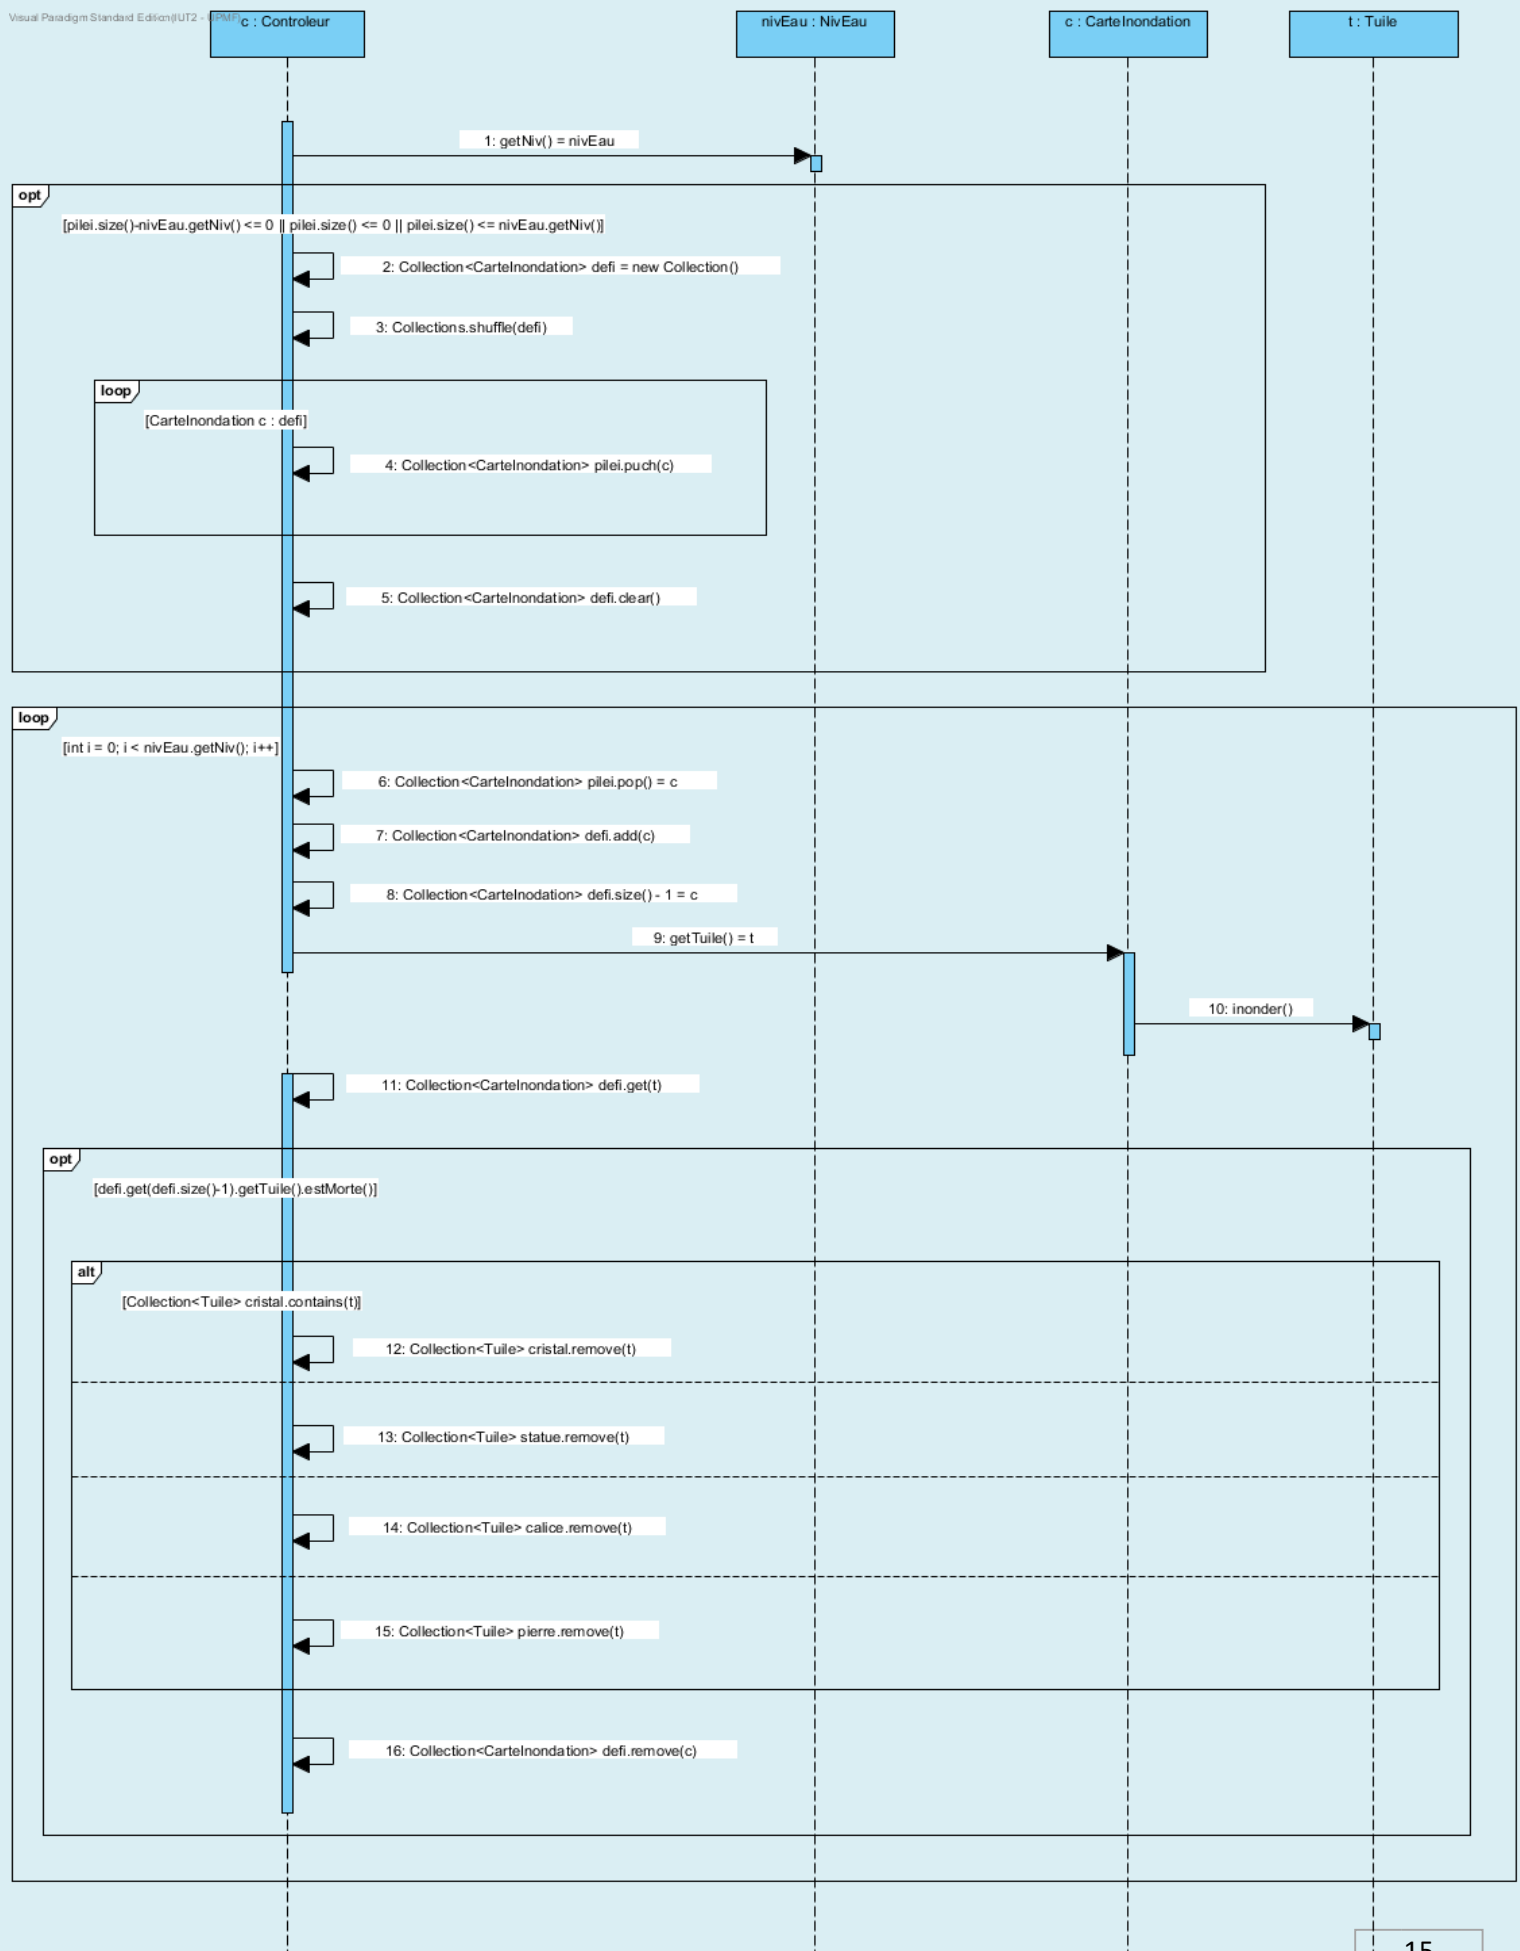 Visual Paradigm Standard Edition(IUT2 - UPMF)
c : Controleur
nivEau : NivEau
c : CarteInondation
t : Tuile
1: getNiv() = nivEau
opt
[pilei.size()-nivEau.getNiv() <= 0 || pilei.size() <= 0 || pilei.size() <= nivEau.getNiv()]
2: Collection<CarteInondation> defi = new Collection()
3: Collections.shuffle(defi)
loop
[CarteInondation c : defi]
4: Collection<CarteInondation> pilei.puch(c)
5: Collection<CarteInondation> defi.clear()
loop
[int i = 0; i < nivEau.getNiv(); i++]
6: Collection<CarteInondation> pilei.pop() = c
7: Collection<CarteInondation> defi.add(c)
8: Collection<CarteInodation> defi.size() - 1 = c
9: getTuile() = t
10: inonder()
11: Collection<CarteInondation> defi.get(t)
opt
[defi.get(defi.size()-1).getTuile().estMorte()]
alt
[Collection<Tuile> cristal.contains(t)]
12: Collection<Tuile> cristal.remove(t)
13: Collection<Tuile> statue.remove(t)
14: Collection<Tuile> calice.remove(t)
15: Collection<Tuile> pierre.remove(t)
16: Collection<CarteInondation> defi.remove(c)
15